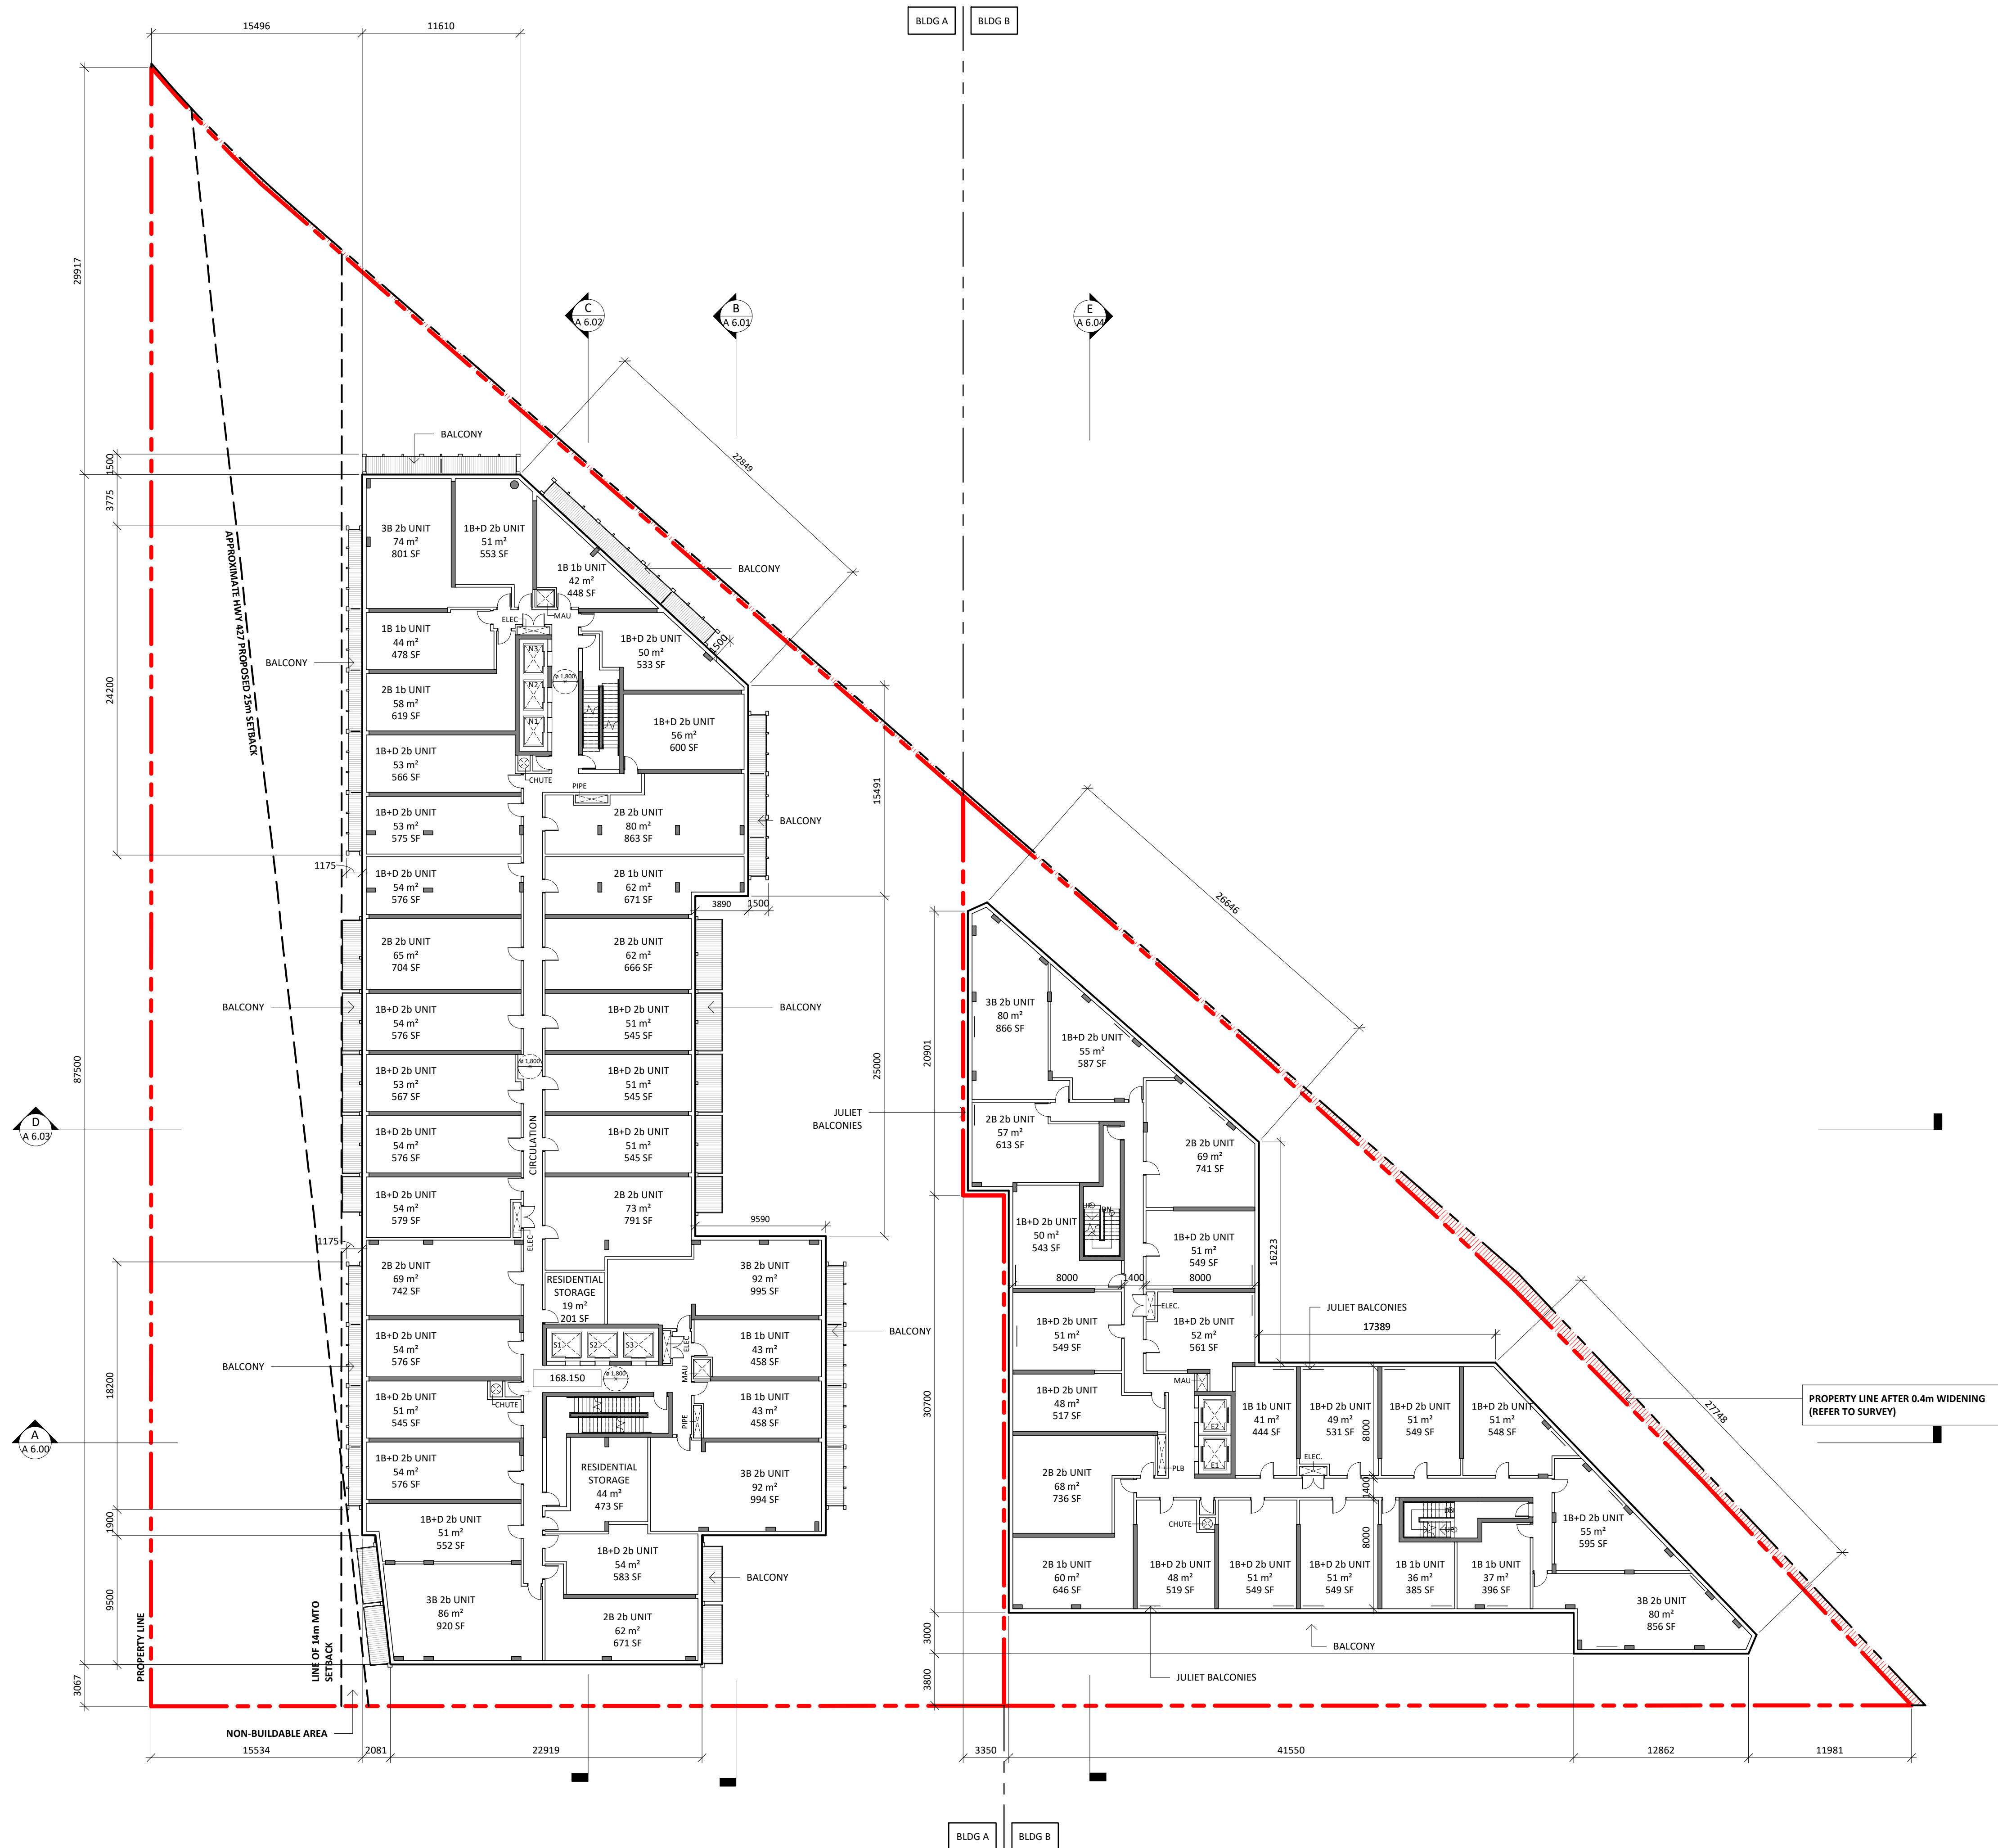 BLDG A
BLDG B
15496
11610
29917
C
A 6.02
B
A 6.01
E
A 6.04
BALCONY
22849
1500
3775
24200
APPROXIMATE HWY 427 PROPOSED 25m SETBACK
3B 2b UNIT
74 m²
801 SF
1B+D 2b UNIT
51 m²
553 SF
1B 1b UNIT
42 m²
448 SF
BALCONY
ELEC
MAU
1B 1b UNIT
44 m²
478 SF
1B+D 2b UNIT
50 m²
533 SF
1500
BALCONY
N3
N2
N1
ø 1,800
2B 1b UNIT
58 m²
619 SF
1B+D 2b UNIT
56 m²
600 SF
1B+D 2b UNIT
53 m²
566 SF
CHUTE
PIPE
15491
1B+D 2b UNIT
53 m²
575 SF
2B 2b UNIT
80 m²
863 SF
BALCONY
1175
1B+D 2b UNIT
54 m²
576 SF
2B 1b UNIT
62 m²
671 SF
3890
1500
87500
2B 2b UNIT
65 m²
704 SF
2B 2b UNIT
62 m²
666 SF
BALCONY
BALCONY
1B+D 2b UNIT
54 m²
576 SF
1B+D 2b UNIT
51 m²
545 SF
25000
ø 1,800
1B+D 2b UNIT
53 m²
567 SF
1B+D 2b UNIT
51 m²
545 SF
CIRCULATION
1B+D 2b UNIT
54 m²
576 SF
1B+D 2b UNIT
51 m²
545 SF
1B+D 2b UNIT
54 m²
579 SF
2B 2b UNIT
73 m²
791 SF
ELEC
9590
1175
2B 2b UNIT
69 m²
742 SF
RESIDENTIAL
STORAGE
19 m²
201 SF
3B 2b UNIT
92 m²
995 SF
BALCONY
1B+D 2b UNIT
54 m²
576 SF
S1
S2
S3
ELEC
MAU
1B 1b UNIT
43 m²
458 SF
168.150
ø 1,800
BALCONY
18200
1B+D 2b UNIT
51 m²
545 SF
CHUTE
PIPE
1B 1b UNIT
43 m²
458 SF
1B+D 2b UNIT
54 m²
576 SF
RESIDENTIAL
STORAGE
44 m²
473 SF
3B 2b UNIT
92 m²
994 SF
1900
1B+D 2b UNIT
51 m²
552 SF
1B+D 2b UNIT
54 m²
583 SF
BALCONY
9500
3B 2b UNIT
86 m²
920 SF
2B 2b UNIT
62 m²
671 SF
3067
PROPERTY LINE
LINE OF 14m MTO
SETBACK
NON-BUILDABLE AREA
15534
2081
22919
D
A 6.03
A
A 6.00
26646
20901
JULIET
BALCONIES
3B 2b UNIT
80 m²
866 SF
1B+D 2b UNIT
55 m²
587 SF
2B 2b UNIT
57 m²
613 SF
2B 2b UNIT
69 m²
741 SF
UP
DN
1B+D 2b UNIT
50 m²
543 SF
1B+D 2b UNIT
51 m²
549 SF
16223
8000
1400
8000
ELEC.
1B+D 2b UNIT
51 m²
549 SF
1B+D 2b UNIT
52 m²
561 SF
JULIET BALCONIES
17389
MAU
30700
1B+D 2b UNIT
48 m²
517 SF
E2
E1
1B 1b UNIT
41 m²
444 SF
1B+D 2b UNIT
49 m²
531 SF
8000
1B+D 2b UNIT
51 m²
549 SF
1B+D 2b UNIT
51 m²
548 SF
27748
PROPERTY LINE AFTER 0.4m WIDENING
(REFER TO SURVEY)
2B 2b UNIT
68 m²
736 SF
PLB
ELEC.
1400
CHUTE
DN
UP
8000
1B+D 2b UNIT
55 m²
595 SF
2B 1b UNIT
60 m²
646 SF
1B+D 2b UNIT
48 m²
519 SF
1B+D 2b UNIT
51 m²
549 SF
1B+D 2b UNIT
51 m²
549 SF
1B 1b UNIT
36 m²
385 SF
1B 1b UNIT
37 m²
396 SF
3B 2b UNIT
80 m²
856 SF
3000
BALCONY
3800
JULIET BALCONIES
3350
41550
12862
11981
BLDG A
BLDG B